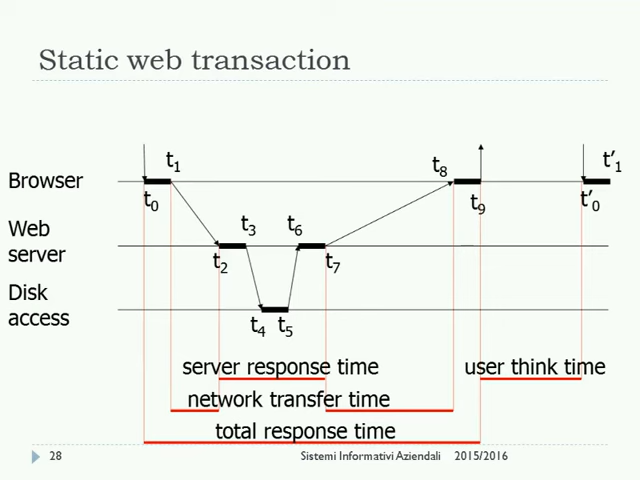 Static web transaction
t1 t8 t'1
Browser
t0 t9 t'0
Web
server
t3 t6
t2 t7
Disk
access
t4 t5
server response time user think time
network transfer time
total response time
28 Sistemi Informativi Aziendali 2015/2016